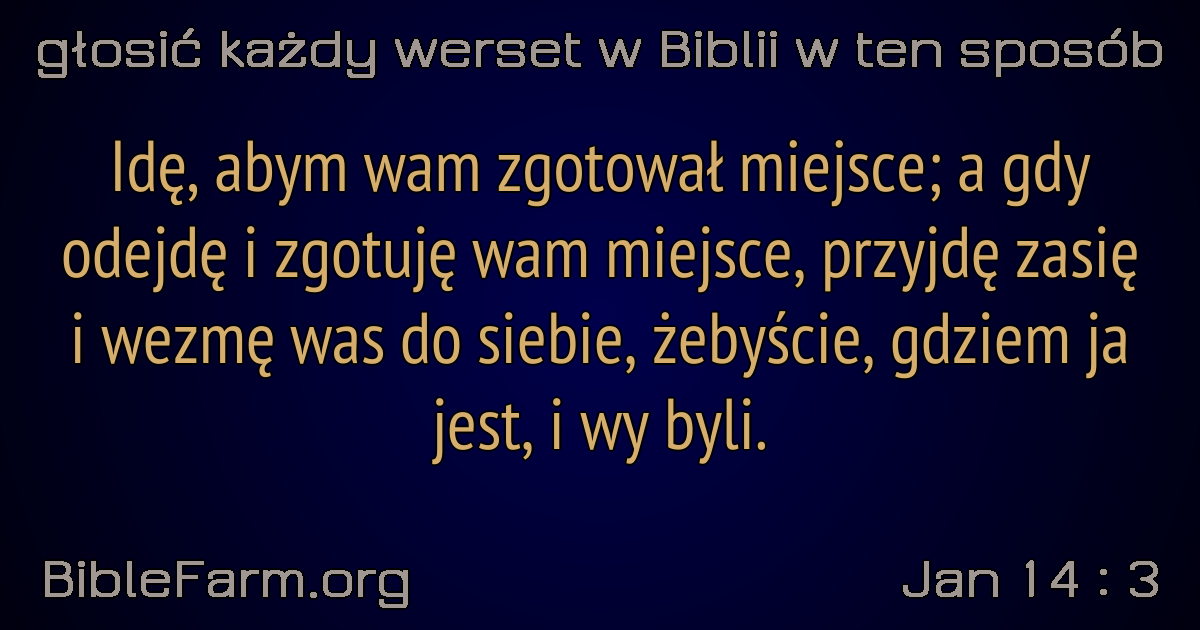 głosić każdy werset w Biblii w ten sposób
Idę, abym wam zgotował miejsce; a gdy
odejdę i zgotuję wam miejsce, przyjdę zasię
i wezmę was do siebie, żebyście, gdziem ja
jest, i wy byli.
BibleFarm.org
Jan 14 : 3